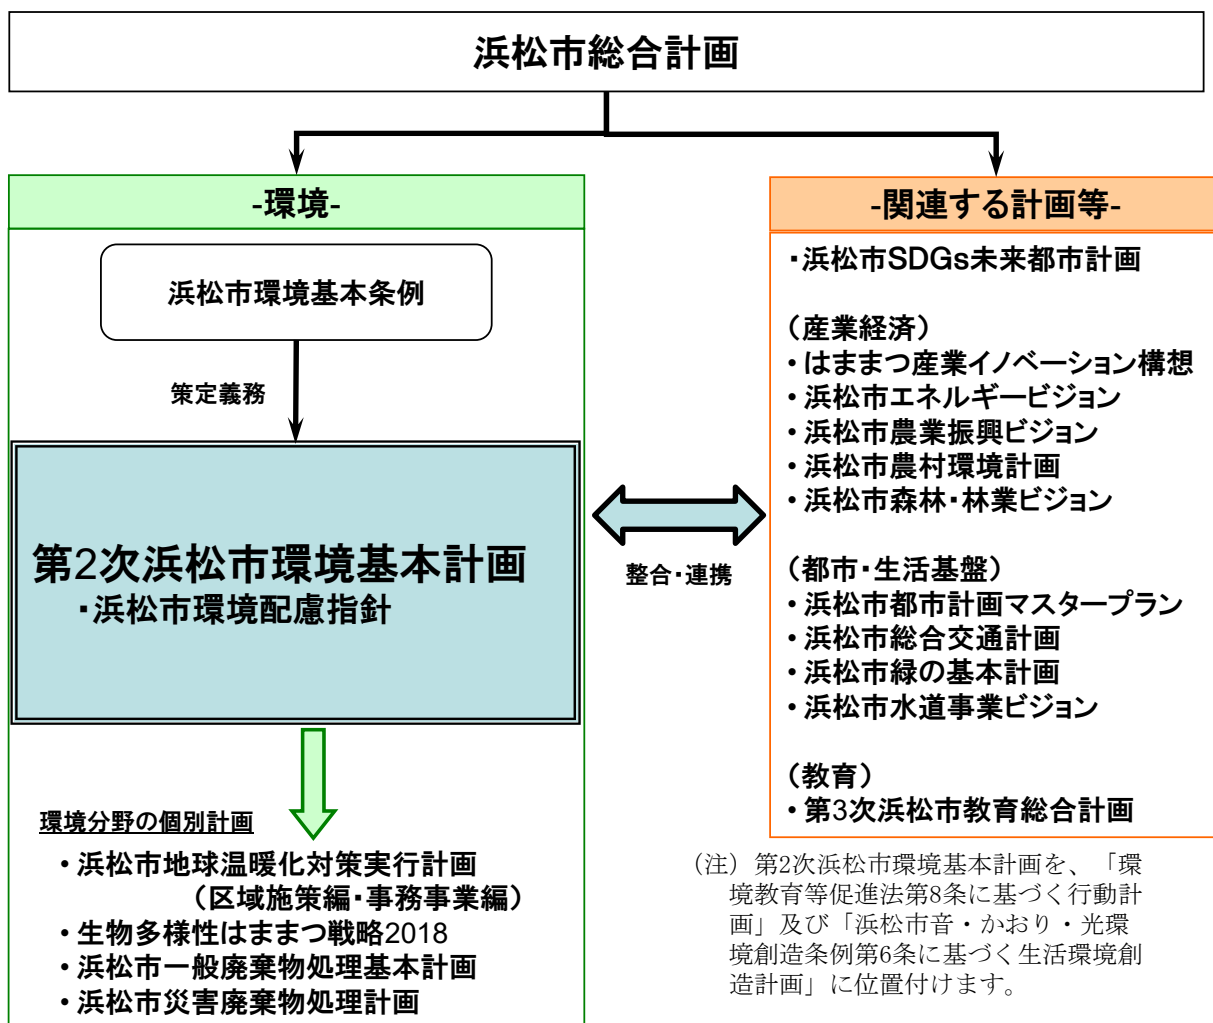 浜松市総合計画
-環境-
浜松市環境基本条例
策定義務
第2次浜松市環境基本計画
・浜松市環境配慮指針
環境分野の個別計画
・浜松市地球温暖化対策実行計画
（区域施策編・事務事業編）
・生物多様性はままつ戦略2018
・浜松市一般廃棄物処理基本計画
・浜松市災害廃棄物処理計画
整合・連携
-関連する計画等-
・浜松市SDGs未来都市計画
（産業経済）
・はままつ産業イノベーション構想
・浜松市エネルギービジョン
・浜松市農業振興ビジョン
・浜松市農村環境計画
・浜松市森林・林業ビジョン
（都市・生活基盤）
・浜松市都市計画マスタープラン
・浜松市総合交通計画
・浜松市緑の基本計画
・浜松市水道事業ビジョン
（教育）
・第3次浜松市教育総合計画
（注）第2次浜松市環境基本計画を、「環
境教育等促進法第8条に基づく行動計
画」及び「浜松市音・かおり・光環
境創造条例第6条に基づく生活環境創
造計画」に位置付けます。